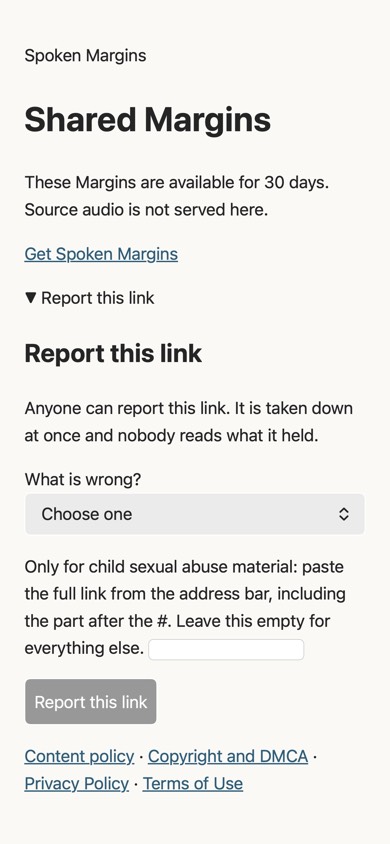 Spoken Margins
Shared Margins
These Margins are available for 30 days.
Source audio is not served here.
Get Spoken Margins
▼ Report this link
Report this link
Anyone can report this link. It is taken down
at once and nobody reads what it held.
What is wrong?
Choose one
Only for child sexual abuse material: paste
the full link from the address bar, including
the part after the #. Leave this empty for
everything else.
Report this link
Content policy · Copyright and DMCA ·
Privacy Policy · Terms of Use